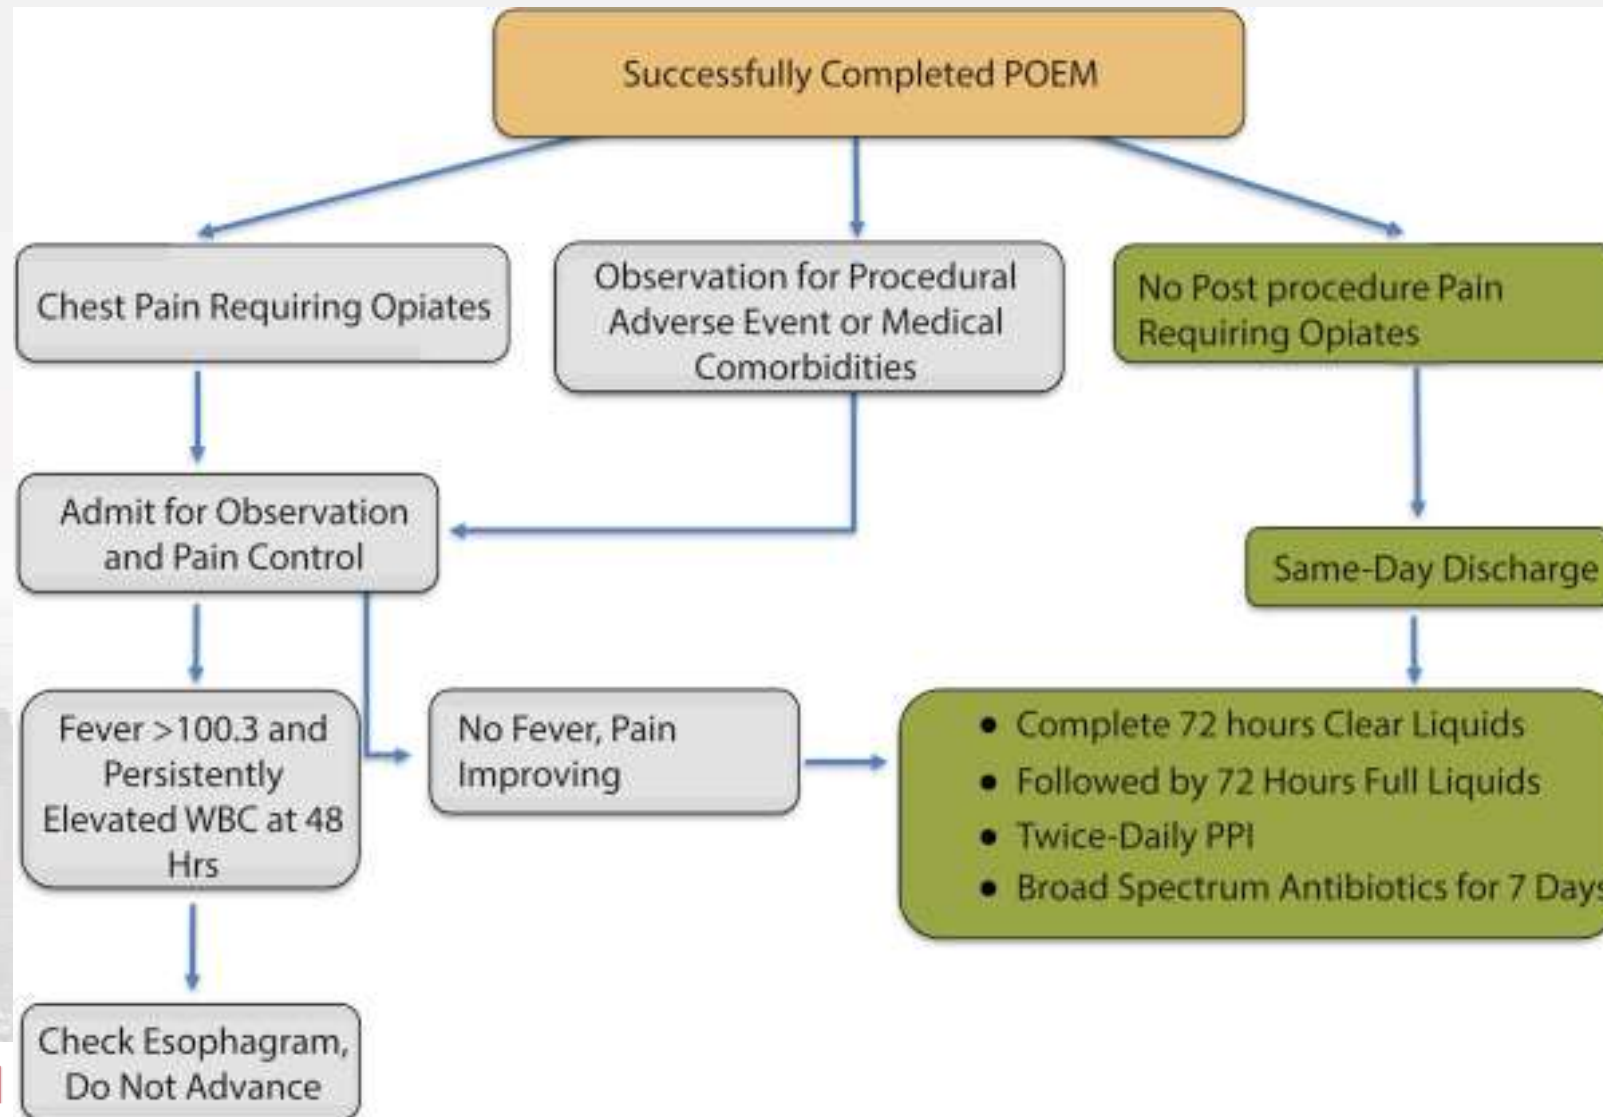 Successfully Completed POEM
Chest Pain Requiring Opiates
Observation for Procedural
Adverse Event or Medical
Comorbidities
No Post procedure Pain
Requiring Opiates
Admit for Observation
and Pain Control
Same-Day Discharge
Fever >100.3 and
Persistently
Elevated WBC at 48
Hrs
No Fever, Pain
Improving
• Complete 72 hours Clear Liquids
• Followed by 72 Hours Full Liquids
• Twice-Daily PPI
• Broad Spectrum Antibiotics for 7 Days
Check Esophagram,
Do Not Advance